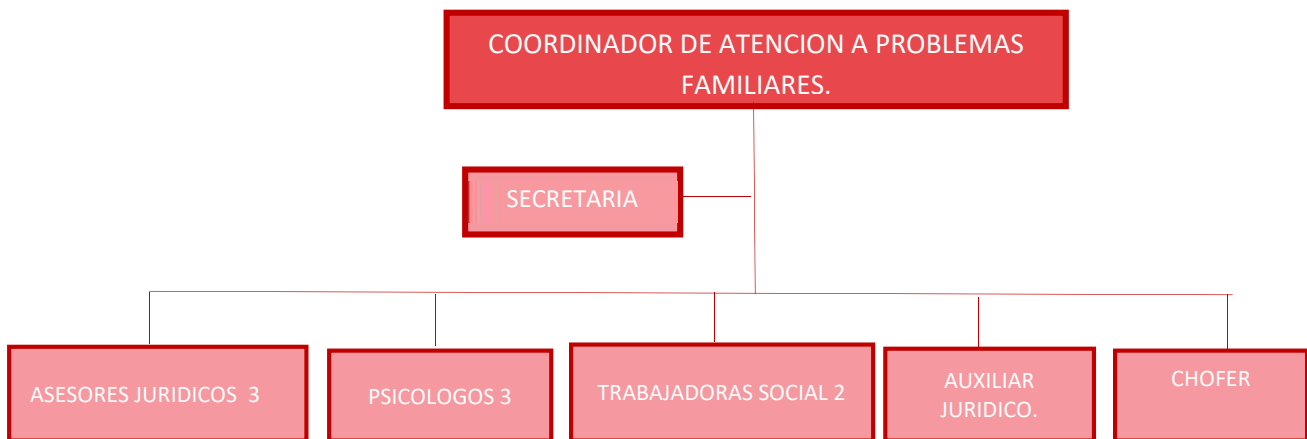 COORDINADOR DE ATENCION A PROBLEMAS
FAMILIARES.
SECRETARIA
ASESORES JURIDICOS 3
PSICOLOGOS 3
TRABAJADORAS SOCIAL 2
AUXILIAR
JURIDICO.
CHOFER